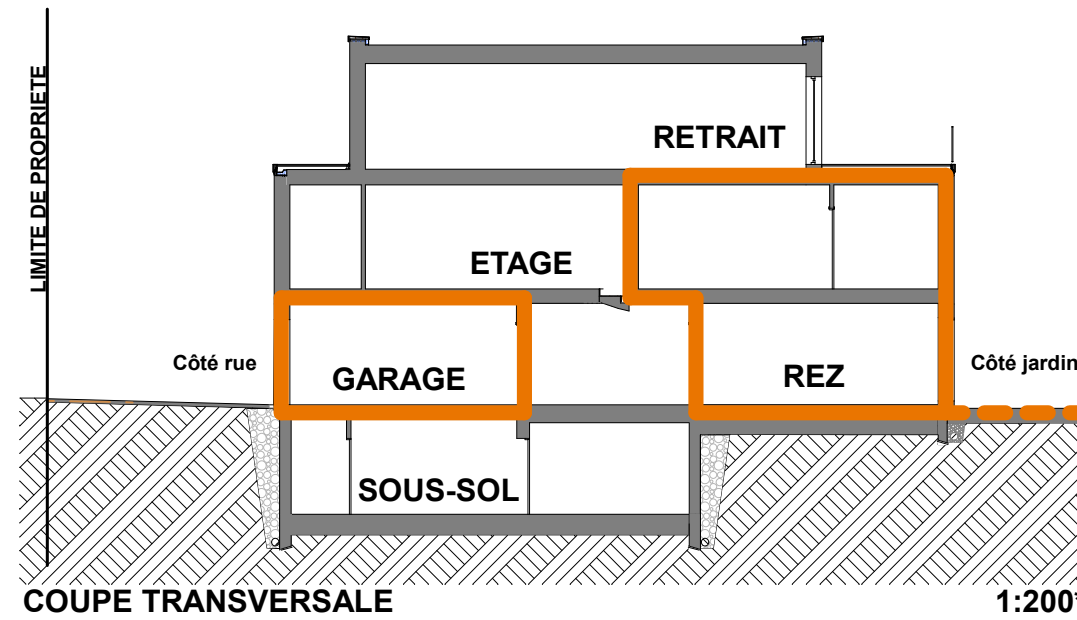 LIMITE DE PROPRIETE
RETRAIT
ETAGE
Côté rue
GARAGE
REZ
Côté jardin
SOUS-SOL
COUPE TRANSVERSALE
1:200*